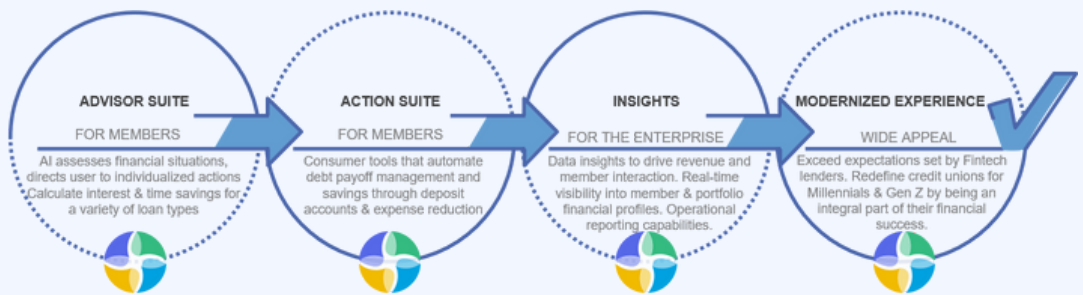 ADVISOR SUITE
FOR MEMBERS
AI assesses financial situations,
directs user to individualized actions
Calculate interest & time savings for
a variety of loan types
ACTION SUITE
FOR MEMBERS
Consumer tools that automate
debt payoff management and
savings through deposit
accounts & expense reduction
INSIGHTS
FOR THE ENTERPRISE
Data insights to drive revenue and
member interaction. Real-time
visibility into member & portfolio
financial profiles. Operational
reporting capabilities.
MODERNIZED EXPERIENCE
WIDE APPEAL
Exceed expectations set by Fintech
lenders. Redefine credit unions for
Millennials & Gen Z by being an
integral part of their financial
success.